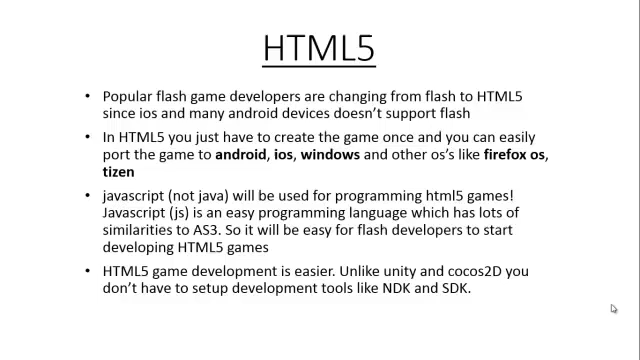 HTML5
• Popular flash game developers are changing from flash to HTML5
since ios and many android devices doesn't support flash
• In HTML5 you just have to create the game once and you can easily
port the game to android, ios, windows and other os's like firefox os,
tizen
• javascript (not java) will be used for programming html5 games!
Javascript (js) is an easy programming language which has lots of
similarities to AS3. So it will be easy for flash developers to start
developing HTML5 games
• HTML5 game development is easier. Unlike unity and cocos2D you
don't have to setup development tools like NDK and SDK.